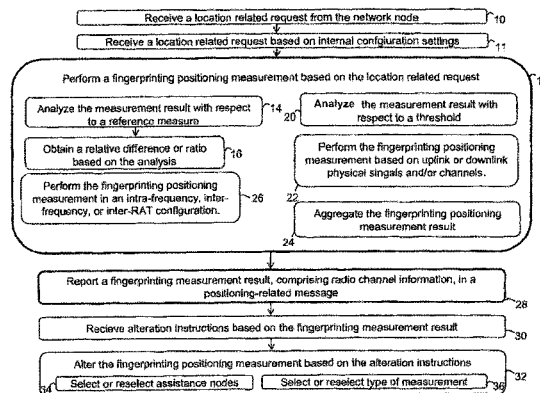 Receive a location related request from the network node
10
Receive a location related request based on internal configiuration settings
11
Perform a fingerprinting positioning measurement based on the location related request
1
Analyze the measurement result with respect
to a reference measure
14
Analyze the measurement result with
respect to a threshold
20
Obtain a relative difference or ratio
based on the analysis
16
Perform the fingerprinting positioning
measurement based on uplink or downlink
physical singals and/or channels.
22
Perform the fingerprinting positioning
measurement in an intra-frequency, inter-
frequency, or inter-RAT configuration.
26
Aggregate the fingerprinting positioning
measurement result
24
Report a fingerprinting measurement result, comprising radio channel information, in a
positioning-related message
28
Recieve alteration instructions based on the fingerprinting measurement result
30
Alter the fingerprinting positioning measurement based on the alteration instructions
32
Select or reselect assistance nodes
34
Select or reselect type of measurement
36